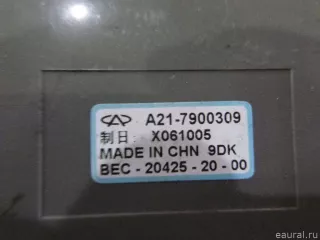 A21-7900309
制日: X061005
MADE IN CHN 9DK
BEC - 20425 - 20 - 00
eaural.ru